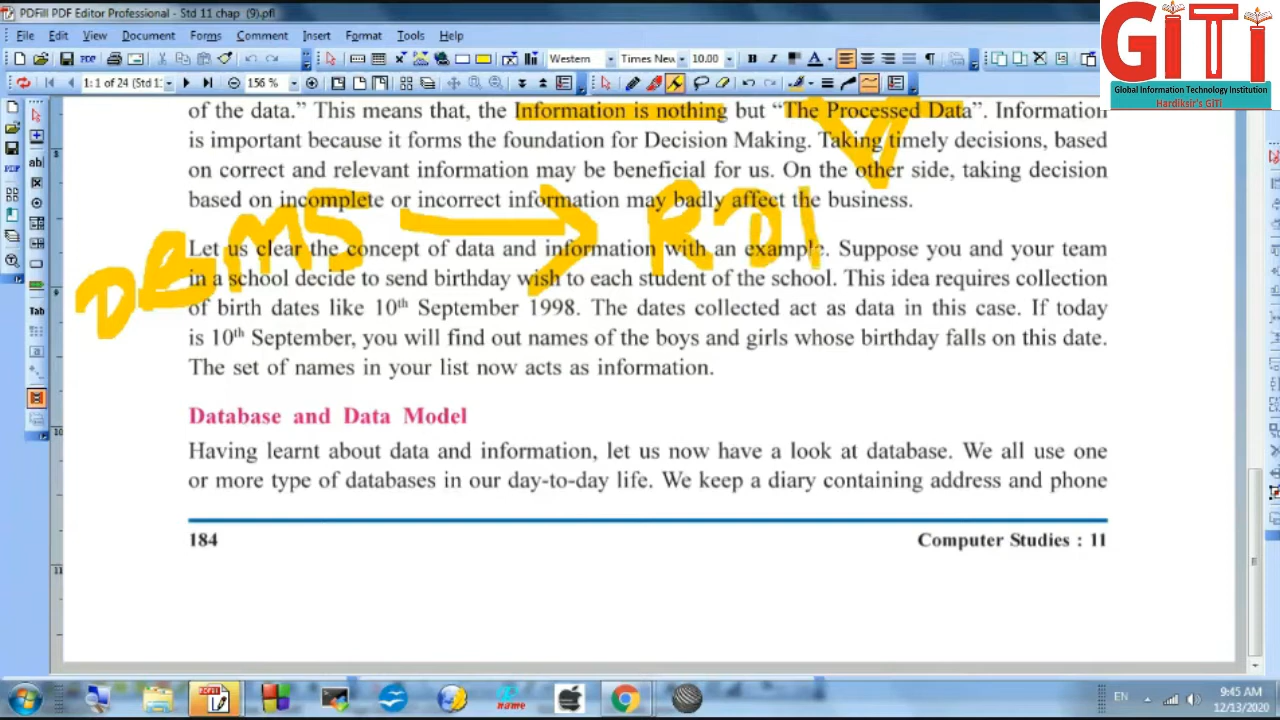 PDFill PDF Editor Professional - Std 11 chap (9).pfl
File Edit View Document Forms Comment Insert Format Tools Help
Western Times New 10.00 B I A
1:1 of 24 (Std 1: 156 %
GiTi
Global Information Technology Institution
Hardiksir's GiTi
of the data.” This means that, the Information is nothing but “The Processed Data”. Information
is important because it forms the foundation for Decision Making. Taking timely decisions, based
on correct and relevant information may be beneficial for us. On the other side, taking decision
based on incomplete or incorrect information may badly affect the business.
DBMS RD
Let us clear the concept of data and information with an example. Suppose you and your team
in a school decide to send birthday wish to each student of the school. This idea requires collection
of birth dates like 10th September 1998. The dates collected act as data in this case. If today
is 10th September, you will find out names of the boys and girls whose birthday falls on this date.
The set of names in your list now acts as information.
Database and Data Model
Having learnt about data and information, let us now have a look at database. We all use one
or more type of databases in our day-to-day life. We keep a diary containing address and phone
184 Computer Studies : 11
EN 9:45 AM
12/13/2020